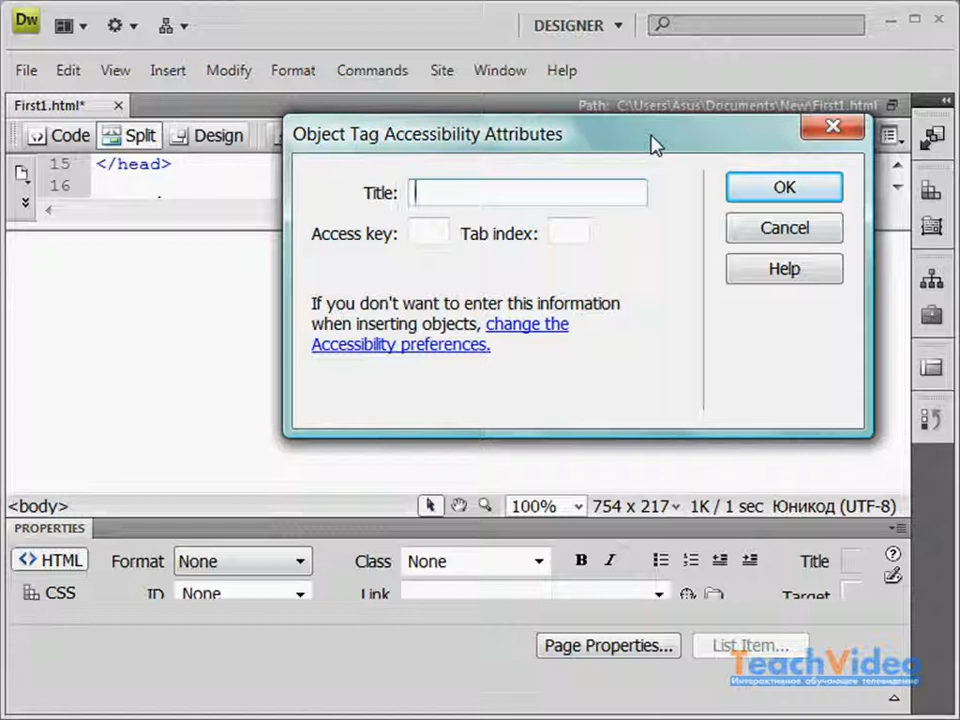 Dw
DESIGNER
File Edit View Insert Modify Format Commands Site Window Help
First1.html*
Path: C:\Users\Asus\Documents\New\First1.html
Code Split Design
15 </head>
16
Object Tag Accessibility Attributes
Title:
Access key: Tab index:
If you don't want to enter this information
when inserting objects, change the
Accessibility preferences.
OK
Cancel
Help
<body> 100% 754 x 217 1K / 1 sec Юникод (UTF-8)
PROPERTIES
<> HTML Format None Class None B I Title
CSS ID None Link Target
Page Properties... List Item...
TeachVideo
Интерактивное обучающее телевидение